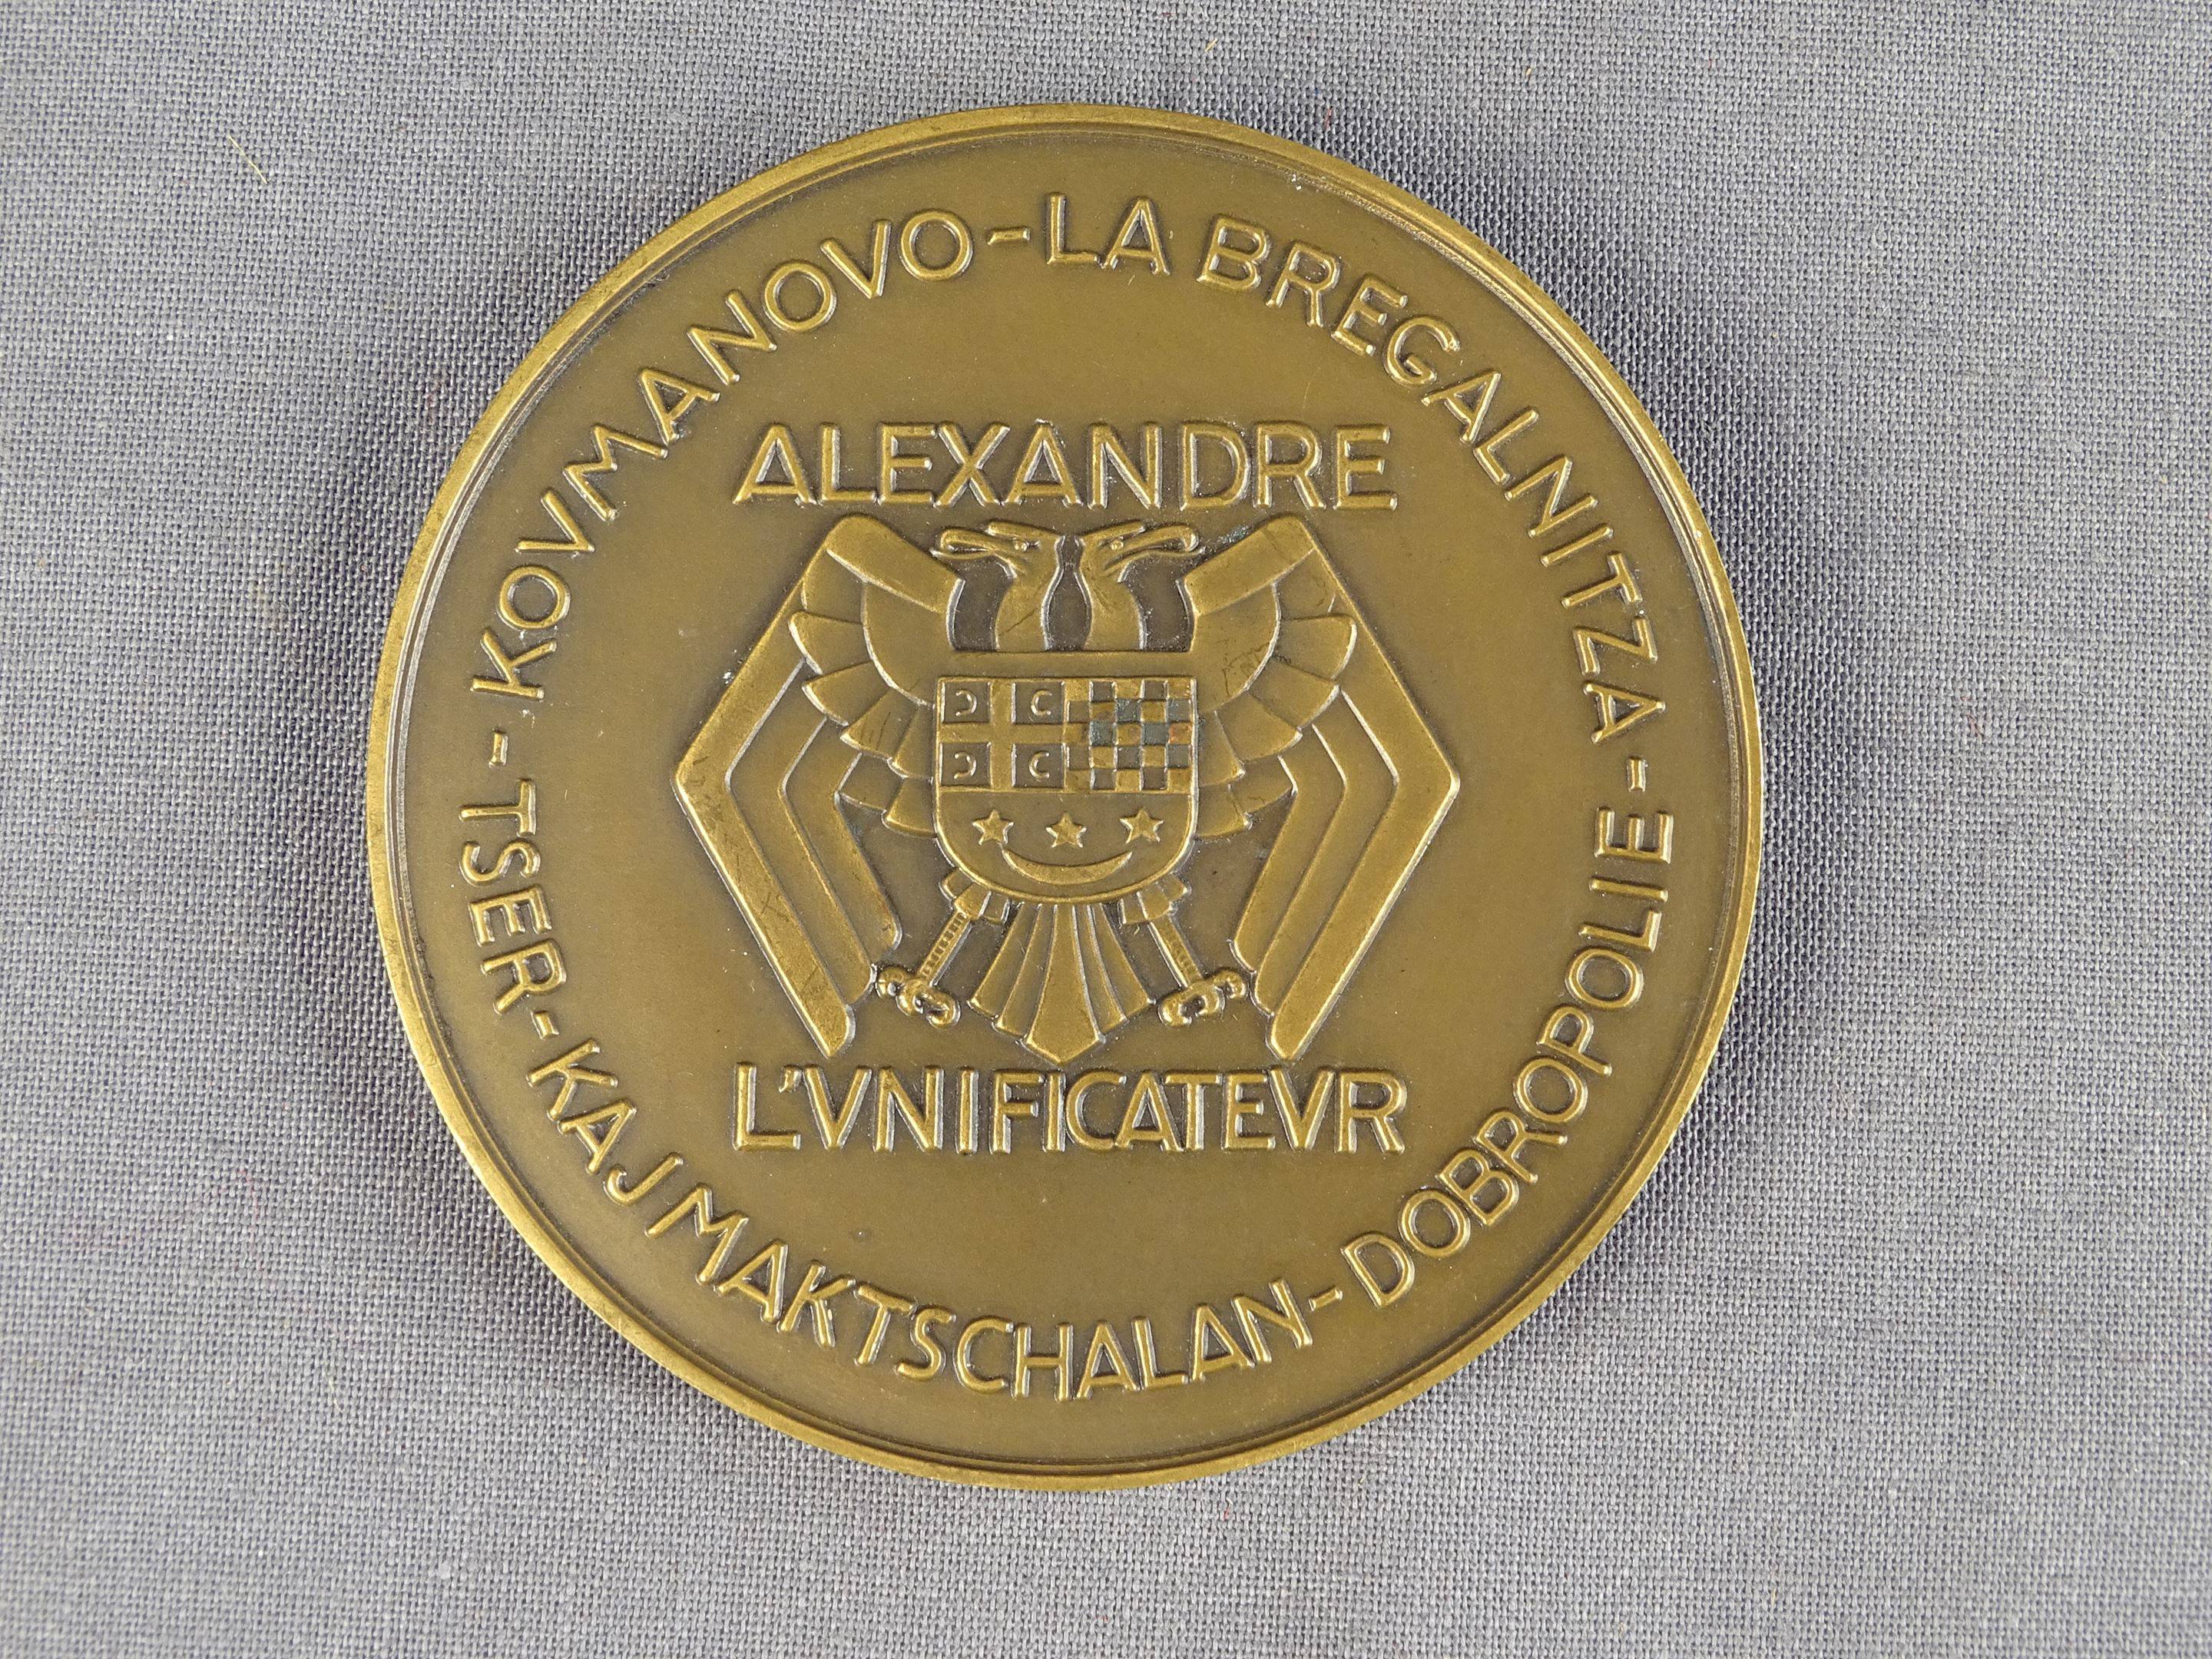 KOVMANOVO - LA BREGALNITZA - DOBROPOLIE - KAJMAKTSCHALAN - TSER -
ALEXANDRE
L'VNIFICATEVR